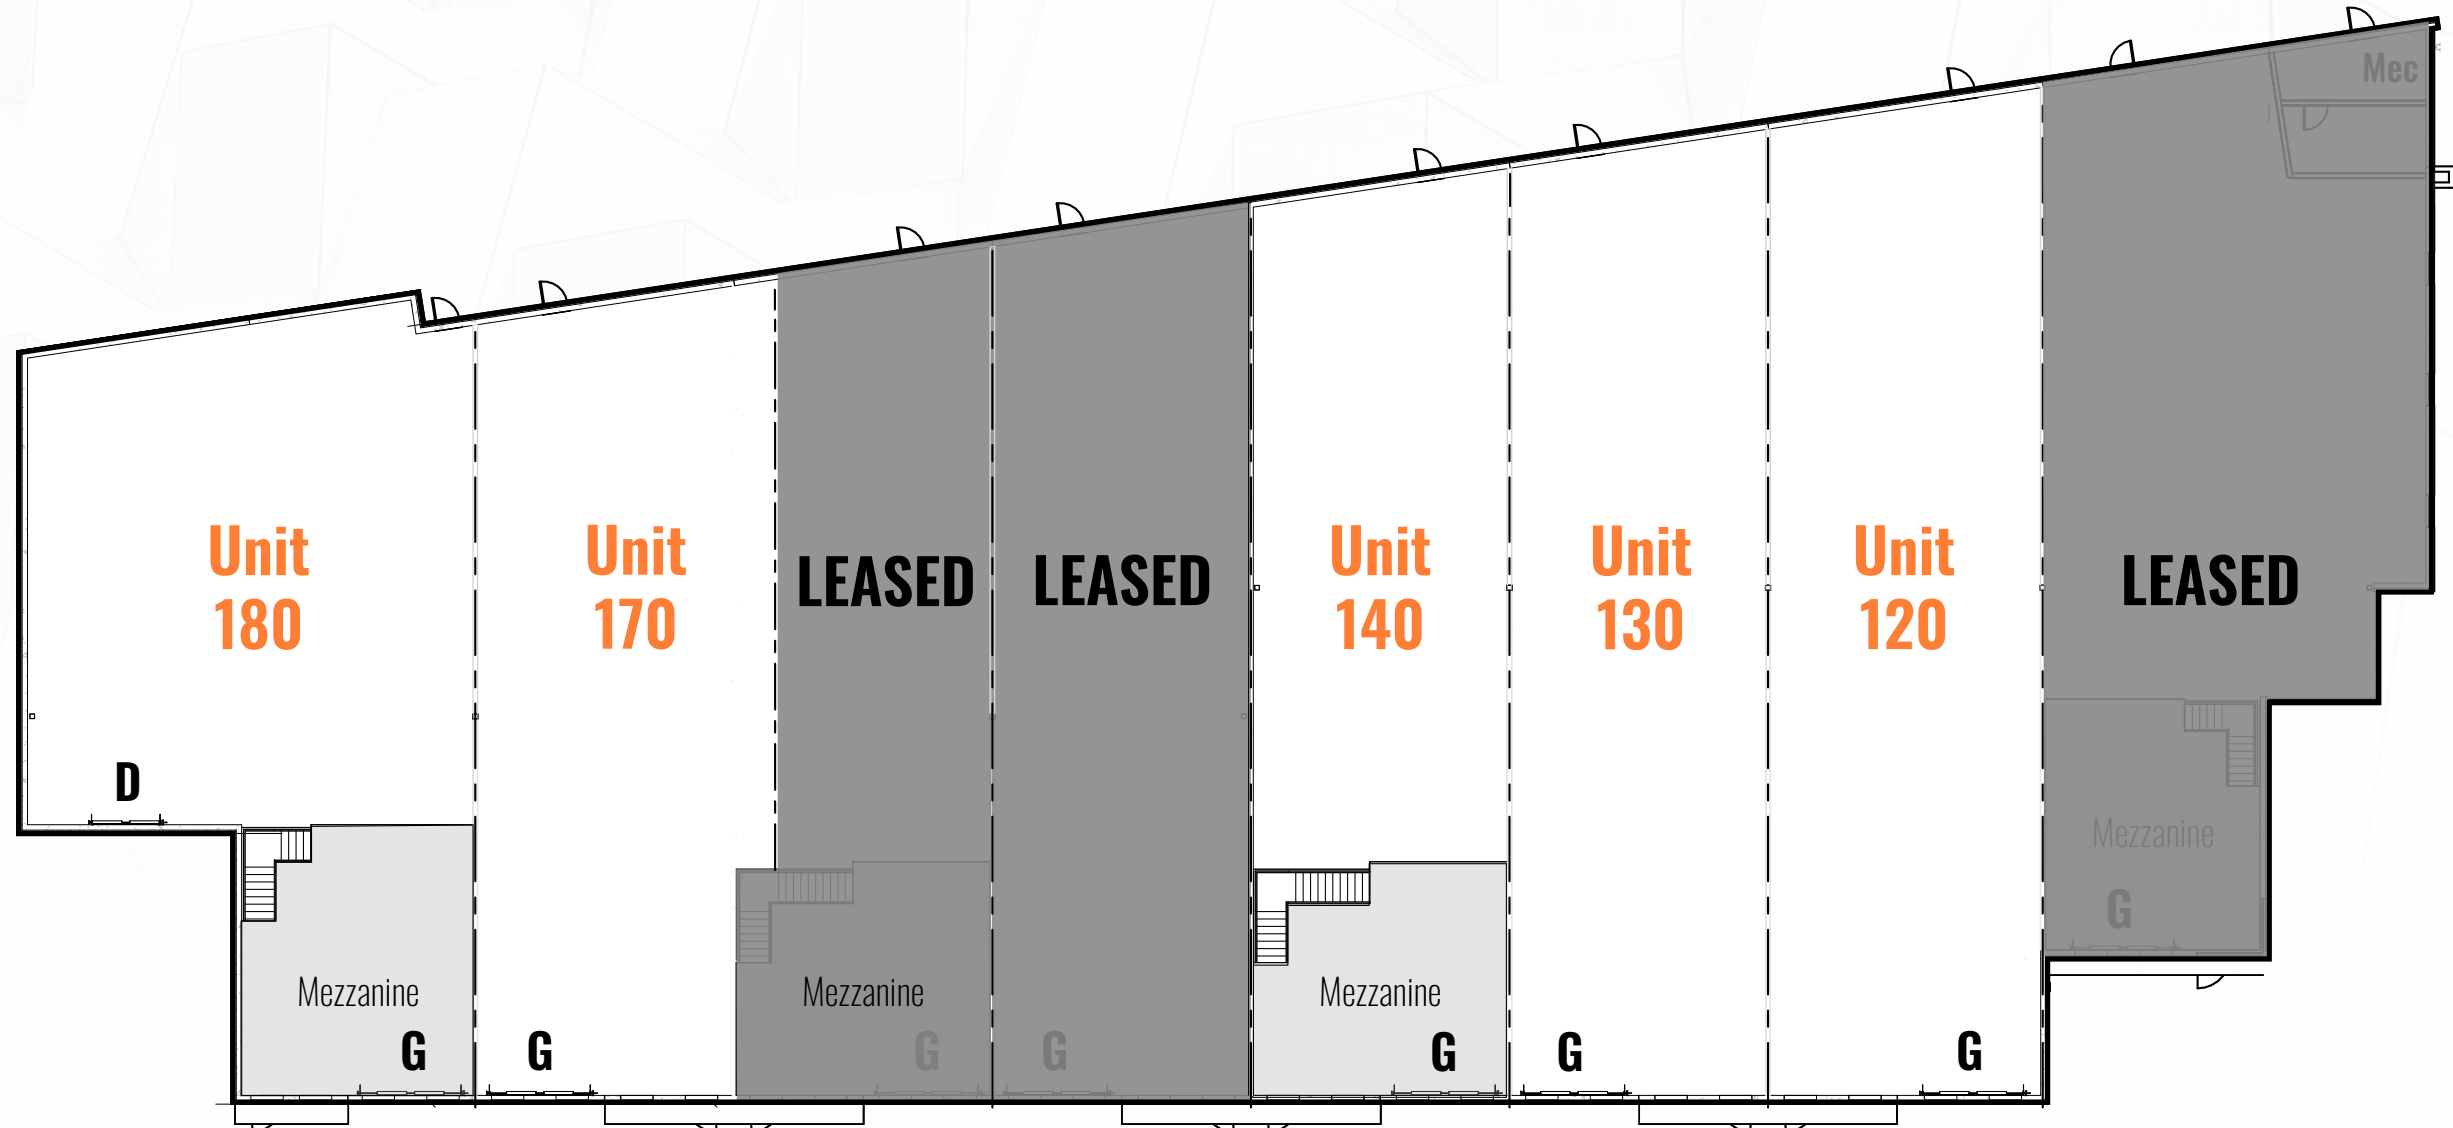 Mec
Unit
180
Unit
170
LEASED
LEASED
Unit
140
Unit
130
Unit
120
LEASED
D
Mezzanine
G
G
Mezzanine
G
G
Mezzanine
G
G
G
Mezzanine
G